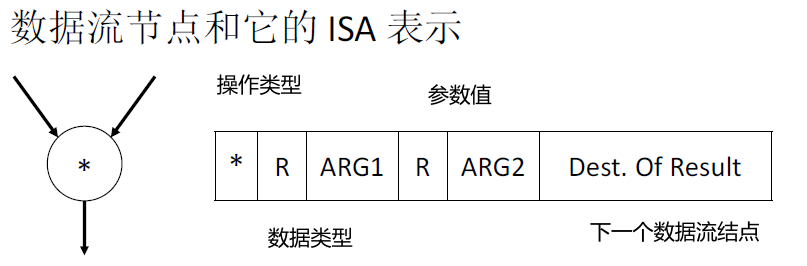 数据流节点和它的 ISA 表示
操作类型
参数值
*
* R ARG1 R ARG2 Dest. Of Result
数据类型
下一个数据流结点